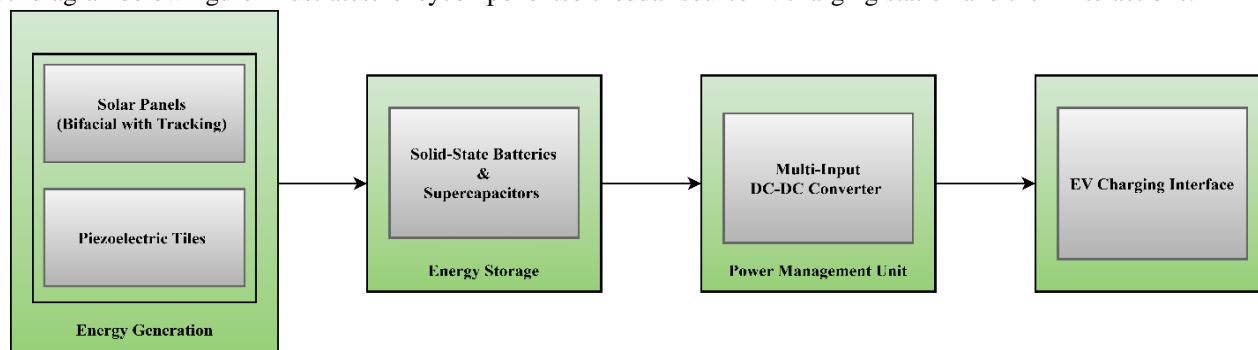 Solar Panels
(Bifacial with Tracking)
Piezoelectric Tiles
Energy Generation
Solid-State Batteries
&
Supercapacitors
Energy Storage
Multi-Input
DC-DC Converter
Power Management Unit
EV Charging Interface